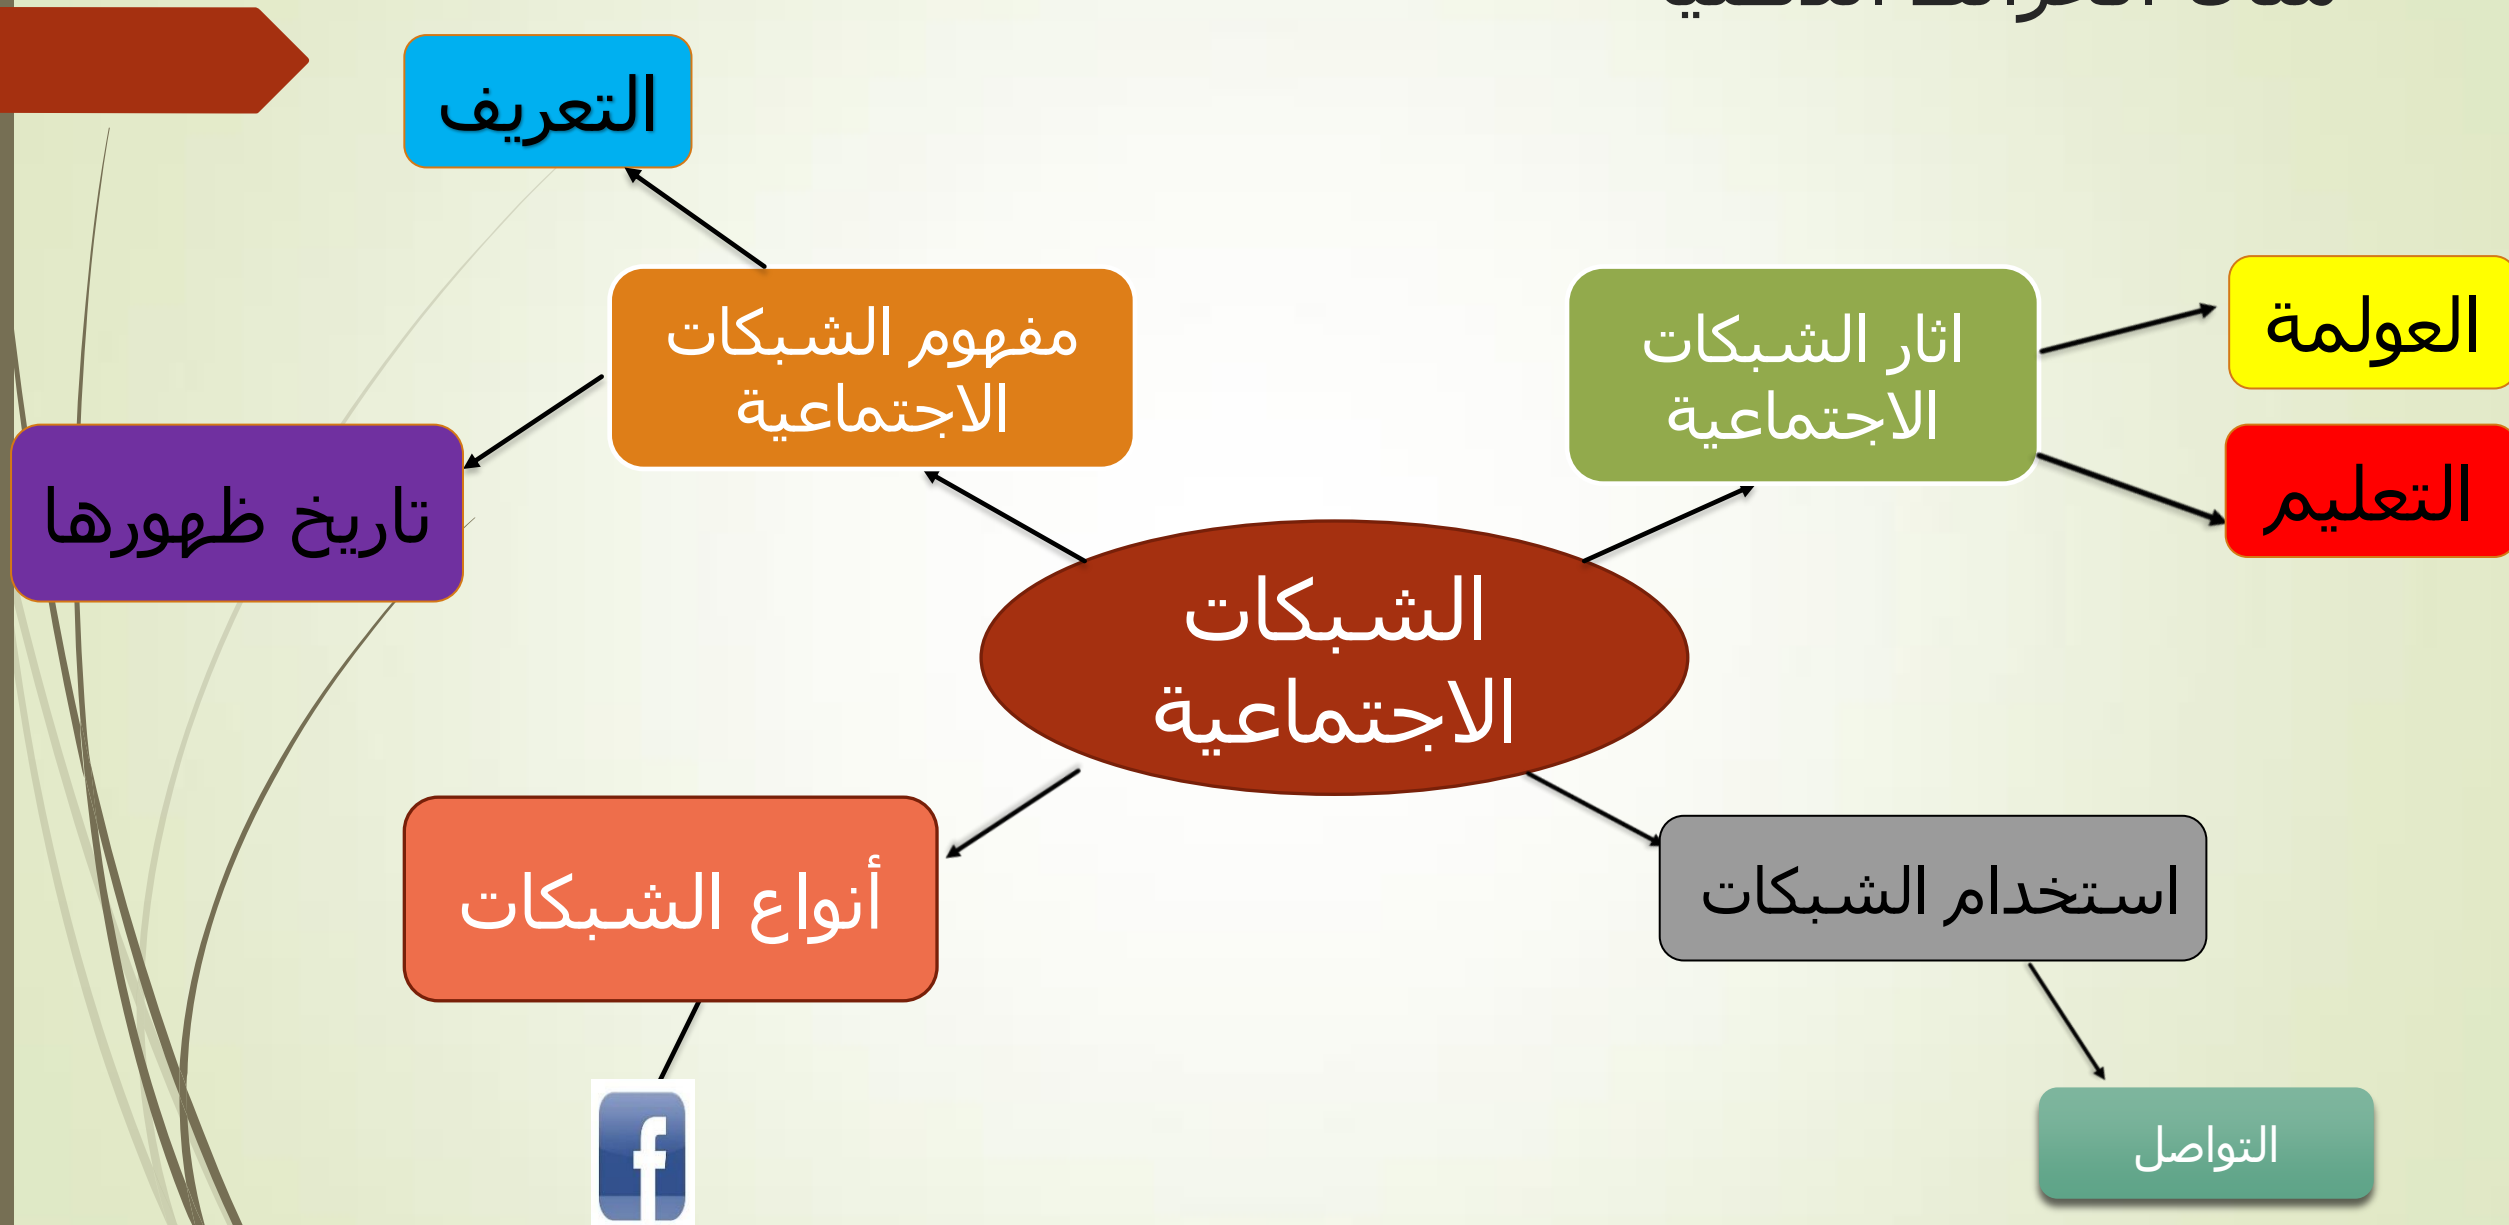 التعريف
مفهوم الشبكات
الاجتماعية
اثار الشبكات
الاجتماعية
العولمة
التعليم
تاريخ ظهورها
الشبكات
الاجتماعية
أنواع الشبكات
استخدام الشبكات
التواصل
f